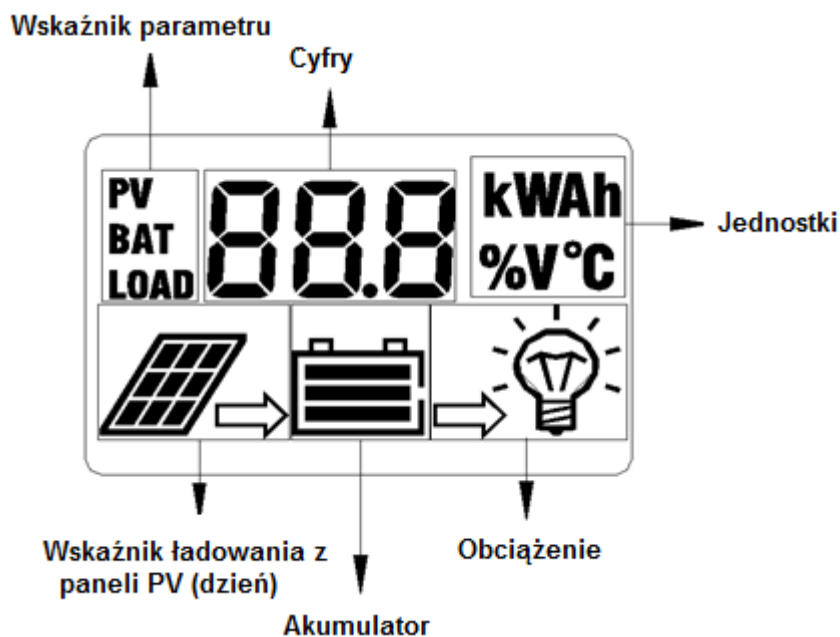 Wskaźnik parametru
Cyfry
PV
BAT
LOAD
88.8
kWAh
%V°C
Jednostki
Wskaźnik ładowania z
paneli PV (dzień)
Obciążenie
Akumulator